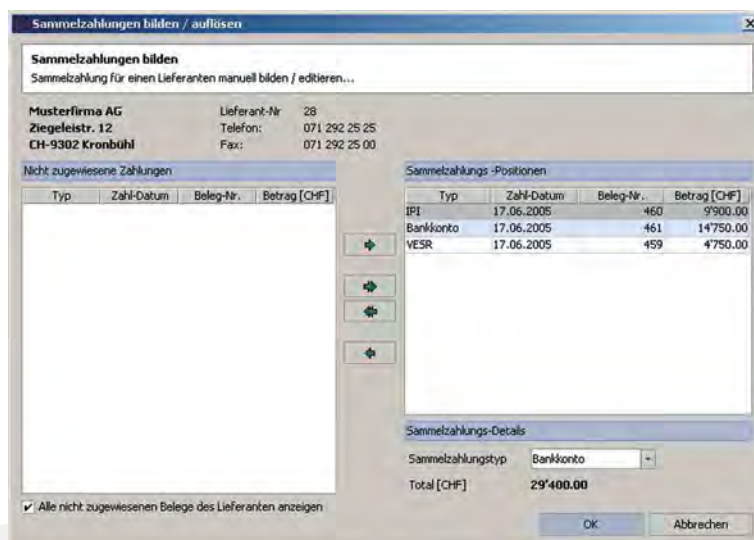 Sammelzahlungen bilden / auflösen
Sammelzahlungen bilden
Sammelzahlung für einen Lieferanten manuell bilden / editieren...
Musterfirma AG Lieferant-Nr 28
Ziegeleistr. 12 Telefon: 071 292 25 25
CH-9302 Kronbühl Fax: 071 292 25 00
Nicht zugewiesene Zahlungen
Typ Zahl-Datum Beleg-Nr. Betrag [CHF]
Sammelzahlungs -Positionen
Typ Zahl-Datum Beleg-Nr. Betrag [CHF]
IPI 17.06.2005 460 9'900.00
Bankkonto 17.06.2005 461 14'750.00
VESR 17.06.2005 459 4'750.00
Sammelzahlungs-Details
Sammelzahlungstyp Bankkonto
Total [CHF] 29'400.00
Alle nicht zugewiesenen Belege des Lieferanten anzeigen
OK Abbrechen